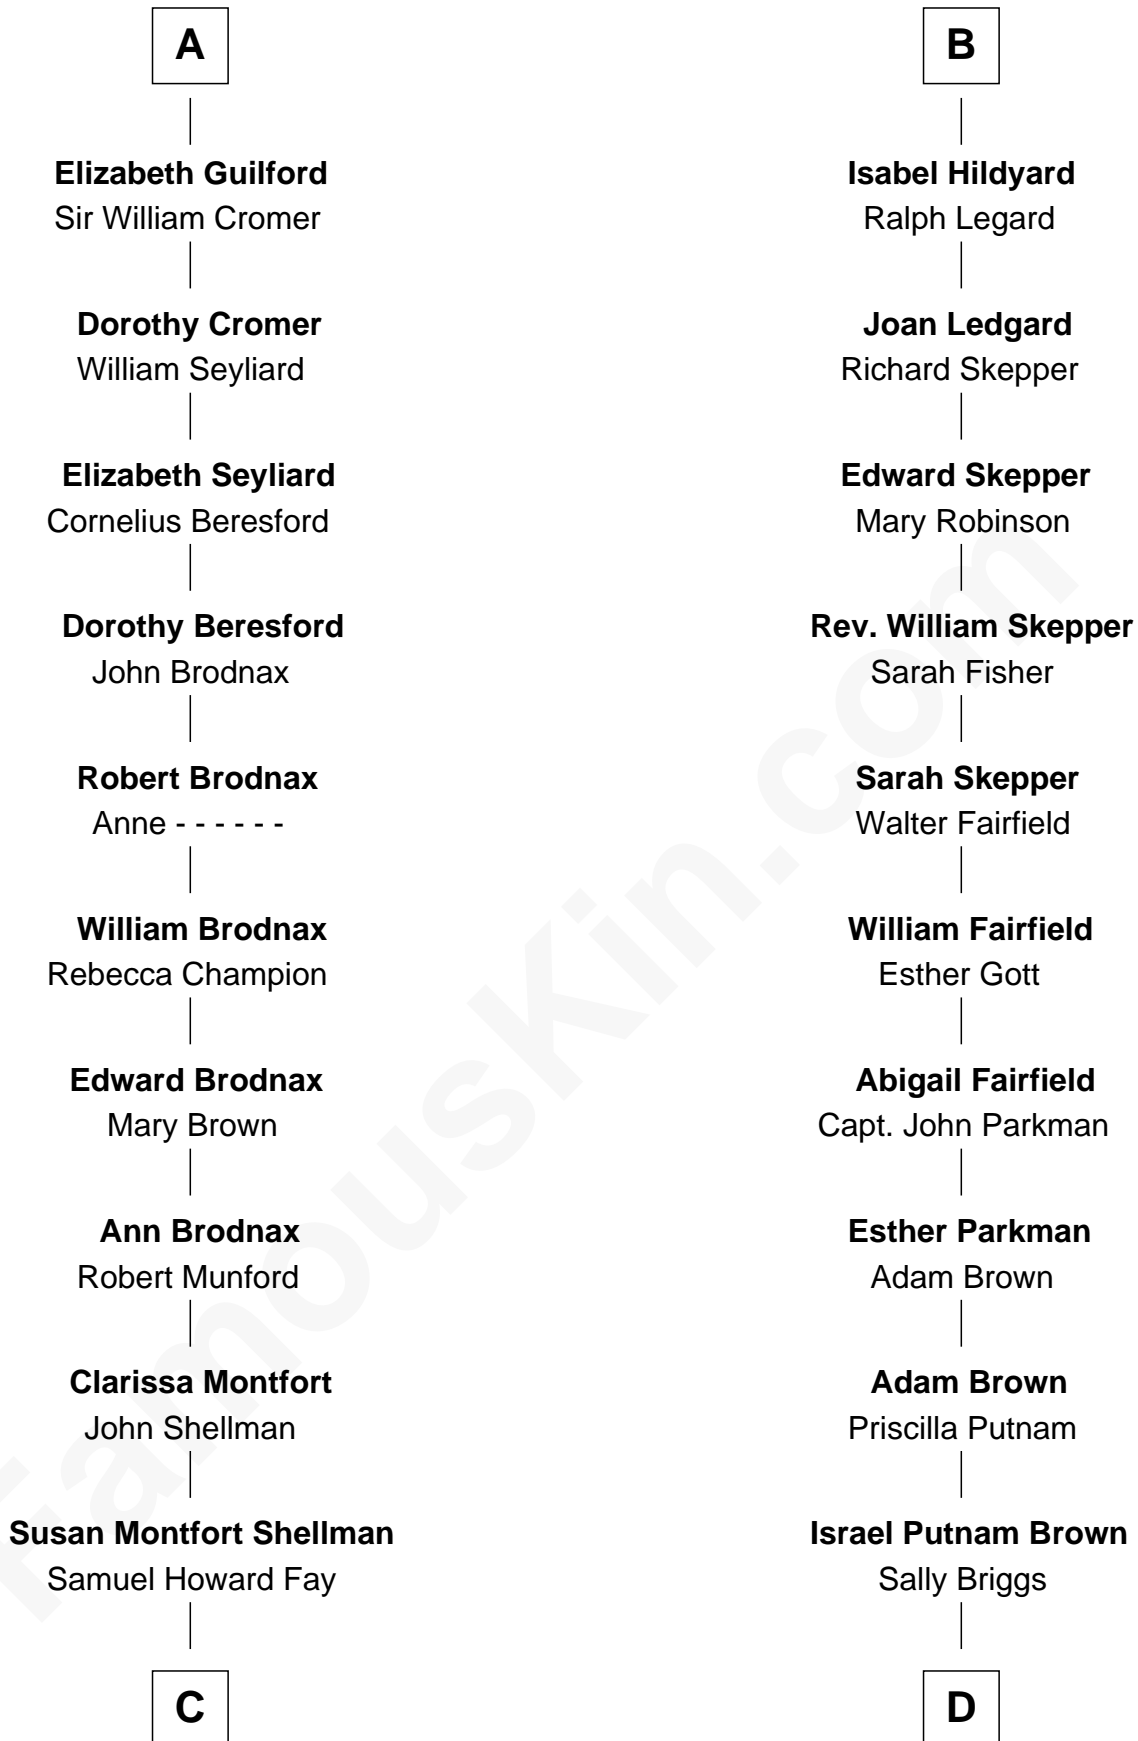 A
Elizabeth Guilford
Sir William Cromer
Dorothy Cromer
William Seyliard
Elizabeth Seyliard
Cornelius Beresford
Dorothy Beresford
John Brodnax
Robert Brodnax
Anne - - - - - -
William Brodnax
Rebecca Champion
Edward Brodnax
Mary Brown
Ann Brodnax
Robert Munford
Clarissa Montfort
John Shellman
Susan Montfort Shellman
Samuel Howard Fay
C
B
Isabel Hildyard
Ralph Legard
Joan Ledgard
Richard Skepper
Edward Skepper
Mary Robinson
Rev. William Skepper
Sarah Fisher
Sarah Skepper
Walter Fairfield
William Fairfield
Esther Gott
Abigail Fairfield
Capt. John Parkman
Esther Parkman
Adam Brown
Adam Brown
Priscilla Putnam
Israel Putnam Brown
Sally Briggs
D
FamousKin.com